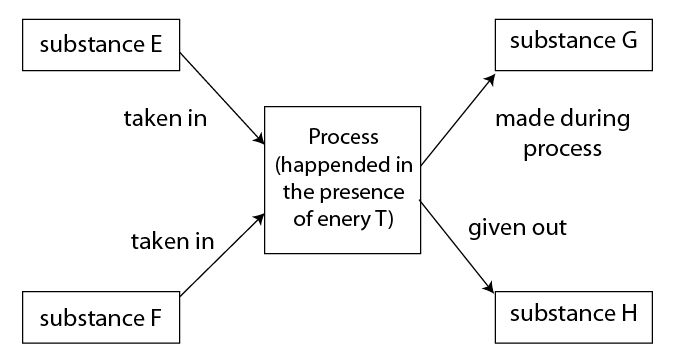 substance E
substance G
taken in
made during
process
Process
(happended in
the presence
of enery T)
taken in
given out
substance F
substance H